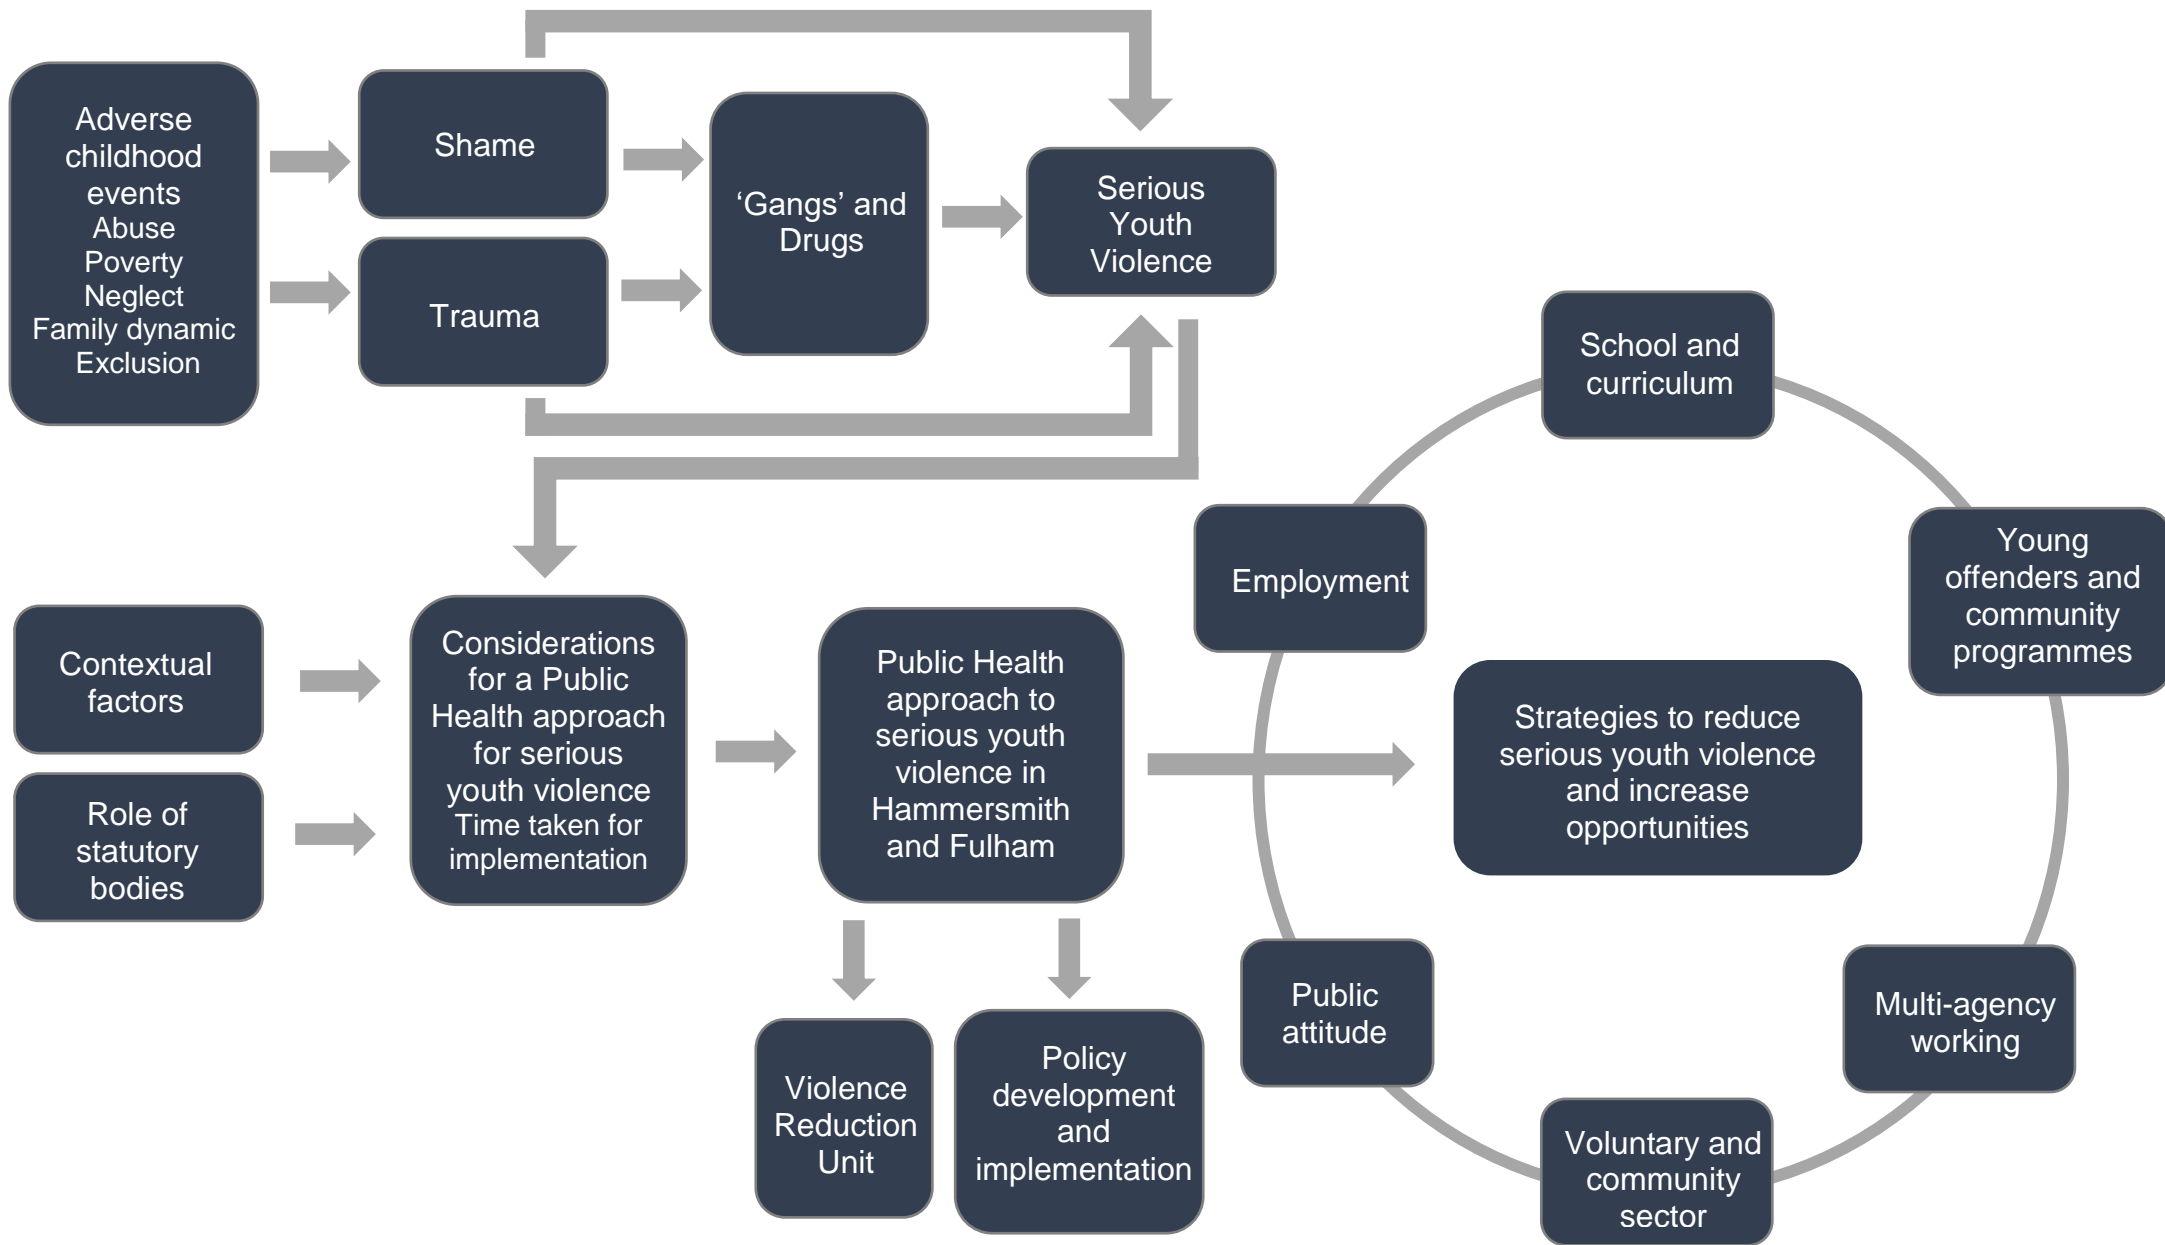 Adverse
childhood
events
Abuse
Poverty
Neglect
Family dynamic
Exclusion
Shame
Trauma
‘Gangs’ and
Drugs
Serious
Youth
Violence
Contextual
factors
Role of
statutory
bodies
Considerations
for a Public
Health approach
for serious
youth violence
Time taken for
implementation
Public Health
approach to
serious youth
violence in
Hammersmith
and Fulham
Violence
Reduction
Unit
Policy
development
and
implementation
Strategies to reduce
serious youth violence
and increase
opportunities
School and
curriculum
Young
offenders and
community
programmes
Multi-agency
working
Voluntary and
community
sector
Public
attitude
Employment